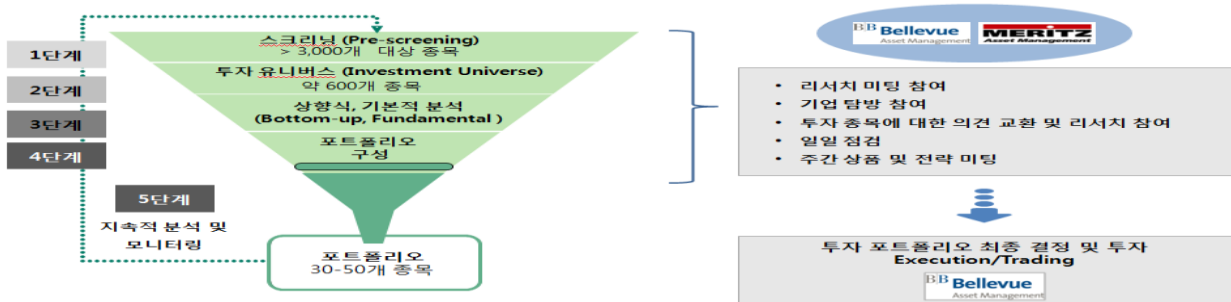 1단계
2단계
3단계
4단계
스크리닝 (Pre-screening)
> 3,000개 대상 종목
투자 유니버스 (Investment Universe)
약 600개 종목
상향식, 기본적 분석
(Bottom-up, Fundamental )
포트폴리오
구성
5단계
지속적 분석 및
모니터링
포트폴리오
30-50개 종목
BB Bellevue
Asset Management
MERITZ
Asset Management
• 리서치 미팅 참여
• 기업 탐방 참여
• 투자 종목에 대한 의견 교환 및 리서치 참여
• 일일 점검
• 주간 상품 및 전략 미팅
투자 포트폴리오 최종 결정 및 투자
Execution/Trading
BB Bellevue
Asset Management